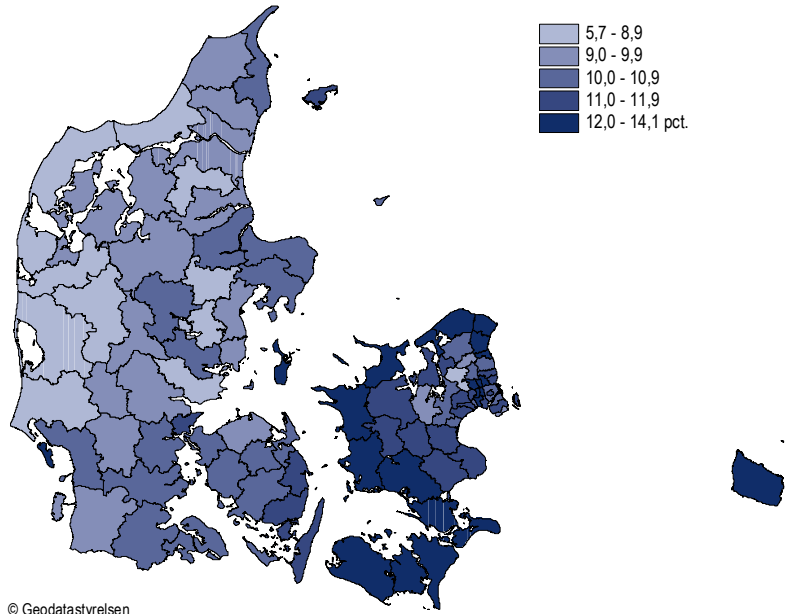 5,7 - 8,9
9,0 - 9,9
10,0 - 10,9
11,0 - 11,9
12,0 - 14,1 pct.
© Geodatastyrelsen